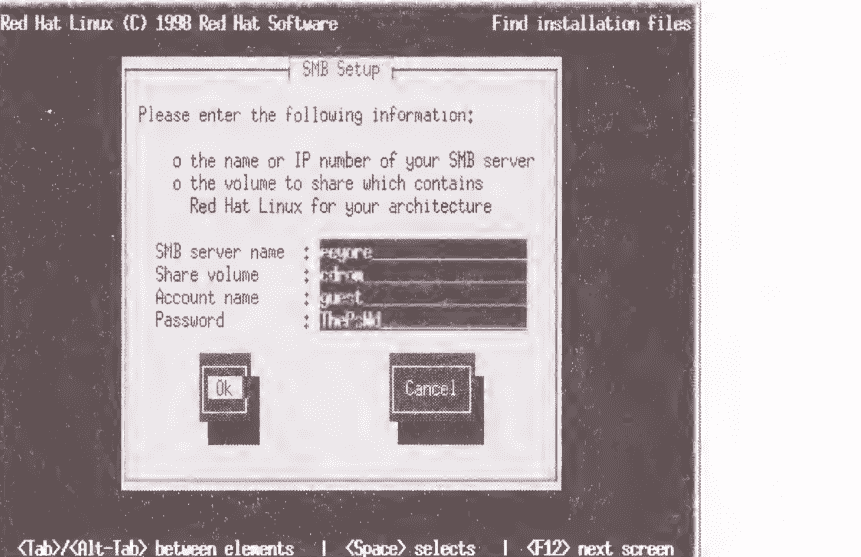 Red Hat Linux (C) 1998 Red Hat Software Find installation files
SMB Setup
Please enter the following information:
o the name or IP number of your SMB server
o the volume to share which contains
Red Hat Linux for your architecture
SMB server name : eeyore
Share volume : cdrom
Account name : guest
Password : ThePsWd
Ok Cancel
<Tab>/<Alt-Tab> between elements | <Space> selects | <F12> next screen